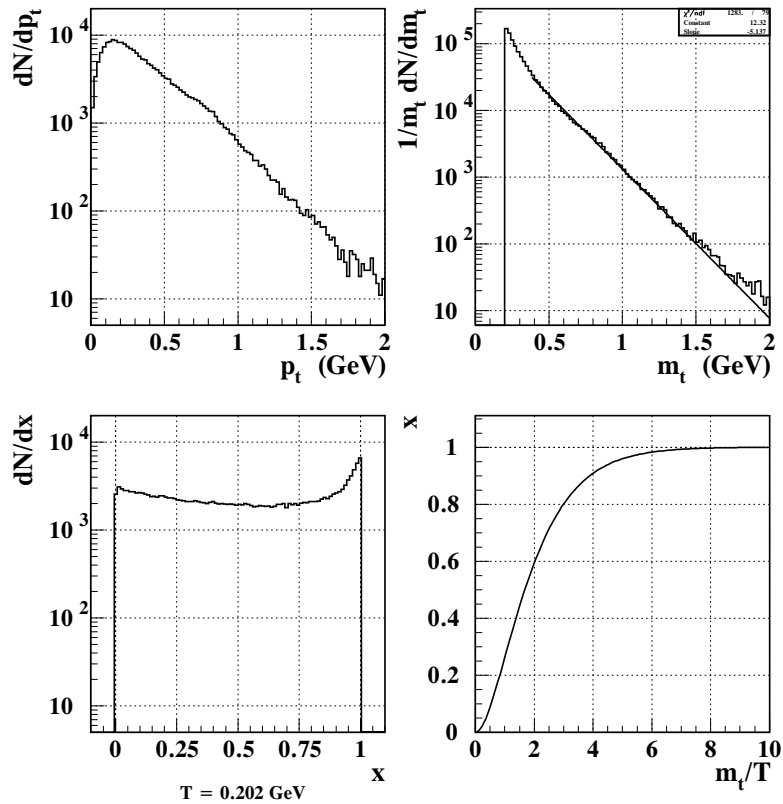 dN/dp_t
10^4
10^3
10^2
10
0 0.5 1 1.5 2
p_t (GeV)
1/m_t dN/dm_t
10^5
10^4
10^3
10^2
10
χ²/ndf 1283. / 79
Constant 12.32
Slope -5.137
0.5 1 1.5 2
m_t (GeV)
dN/dx
10^4
10^3
10^2
10
0 0.25 0.5 0.75 1
x
T = 0.202 GeV
x
1
0.8
0.6
0.4
0.2
0
0 2 4 6 8 10
m_t/T